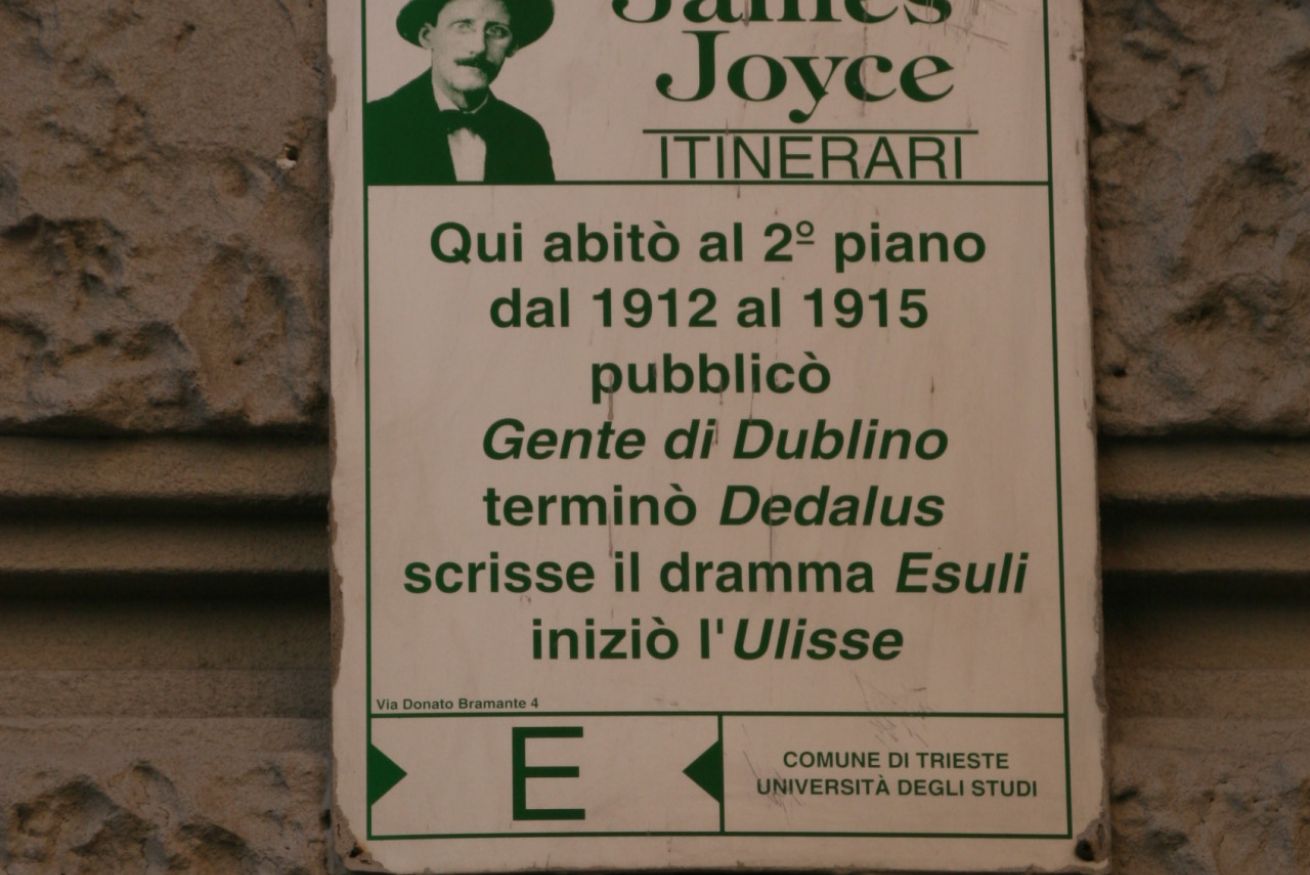 James
Joyce
ITINERARI
Qui abitò al 2º piano
dal 1912 al 1915
pubblicò
Gente di Dublino
terminò Dedalus
scrisse il dramma Esuli
iniziò l'Ulisse
Via Donato Bramante 4
E
COMUNE DI TRIESTE
UNIVERSITÀ DEGLI STUDI